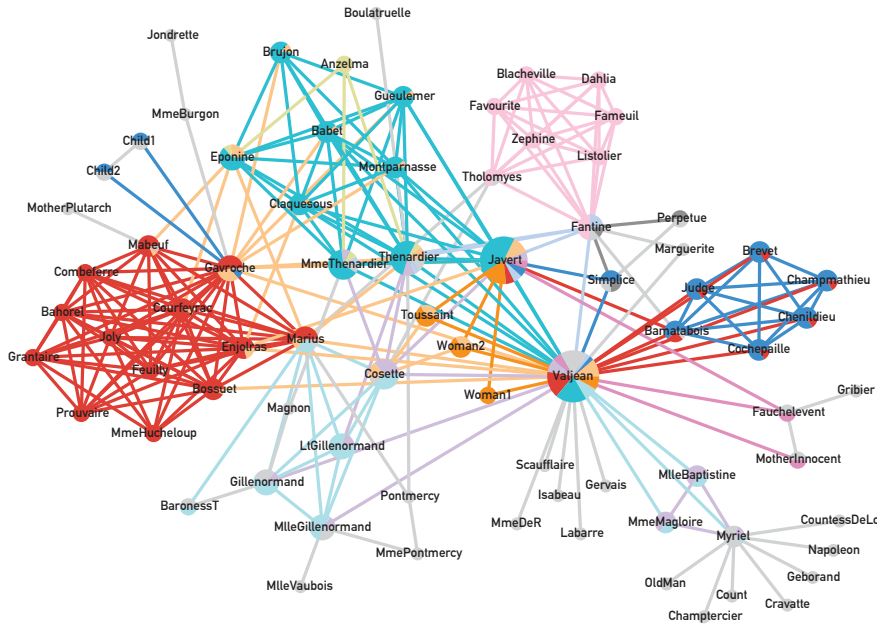 Boulatruelle
Jondrette
Brujon
Anzelma
Blacheville
Dahlia
Gueulemer
Favourite
MmeBurgon
Fameuil
Child1
Babet
Zephine
Eponine
Listolier
Montparnasse
Child2
Tholomyes
Claquesous
MotherPlutarch
Perpetue
Fantine
Mabeuf
Marguerite
Brevet
Thenardier
Javert
MmeThenardier
Gavroche
Combeferre
Simplice
Champmathieu
Judge
Courfeyrac
Bahorel
Toussaint
Chenildieu
Bamatabois
Joly
Marius
Enjolras
Woman2
Cochepaille
Grantaire
Feuilly
Cosette
Valjean
Bossuet
Woman1
Gribier
Magnon
Prouvaire
Fauchelevent
MmeHucheloup
LtGillenormand
MotherInnocent
Scaufflaire
MlleBaptistine
Gillenormand
Gervais
Isabeau
Pontmercy
BaronessT
MmeDeR
MmeMagloire
CountessDeLo
MlleGillenormand
Labarre
Myriel
Napoleon
MmePontmercy
Geborand
OldMan
MlleVaubois
Count
Cravatte
Champtercier